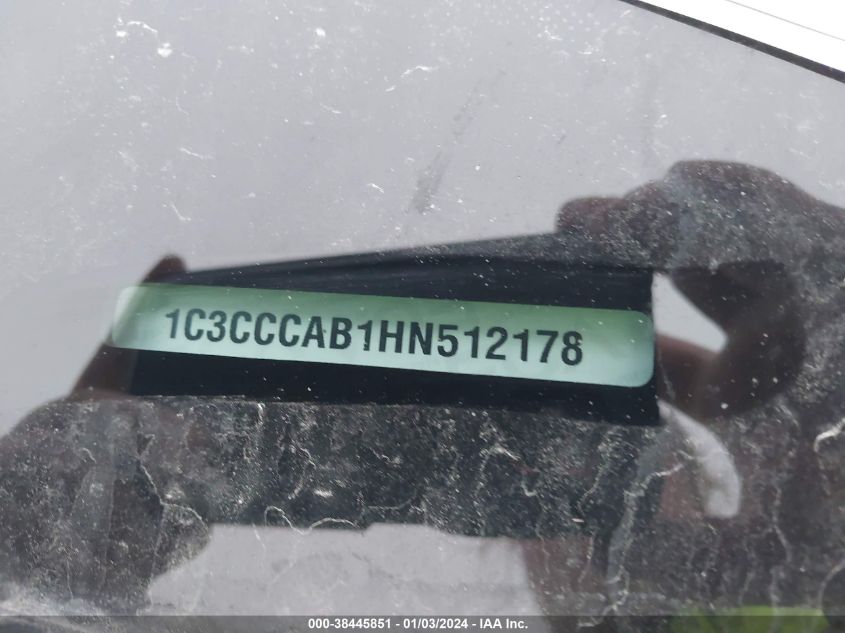 1C3CCCAB1HN512178
000-38445851 - 01/03/2024 - IAA Inc.